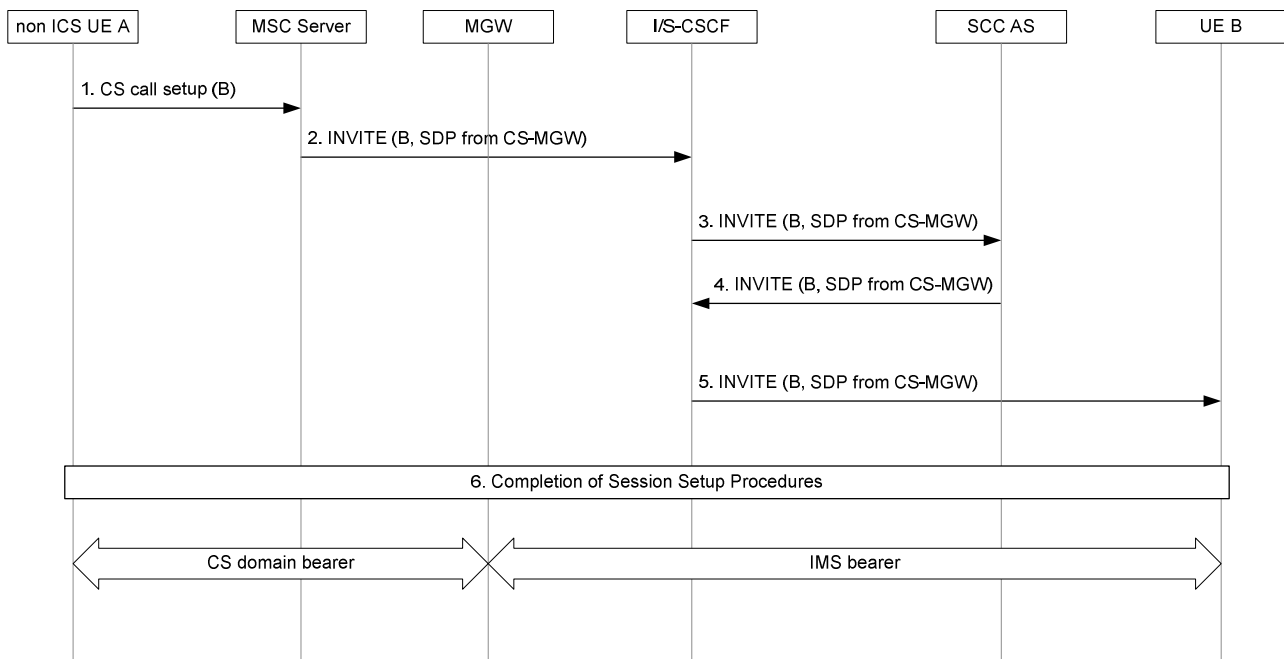 non ICS UE A
MSC Server
MGW
I/S-CSCF
SCC AS
UE B
1. CS call setup (B)
2. INVITE (B, SDP from CS-MGW)
3. INVITE (B, SDP from CS-MGW)
4. INVITE (B, SDP from CS-MGW)
5. INVITE (B, SDP from CS-MGW)
6. Completion of Session Setup Procedures
CS domain bearer
IMS bearer